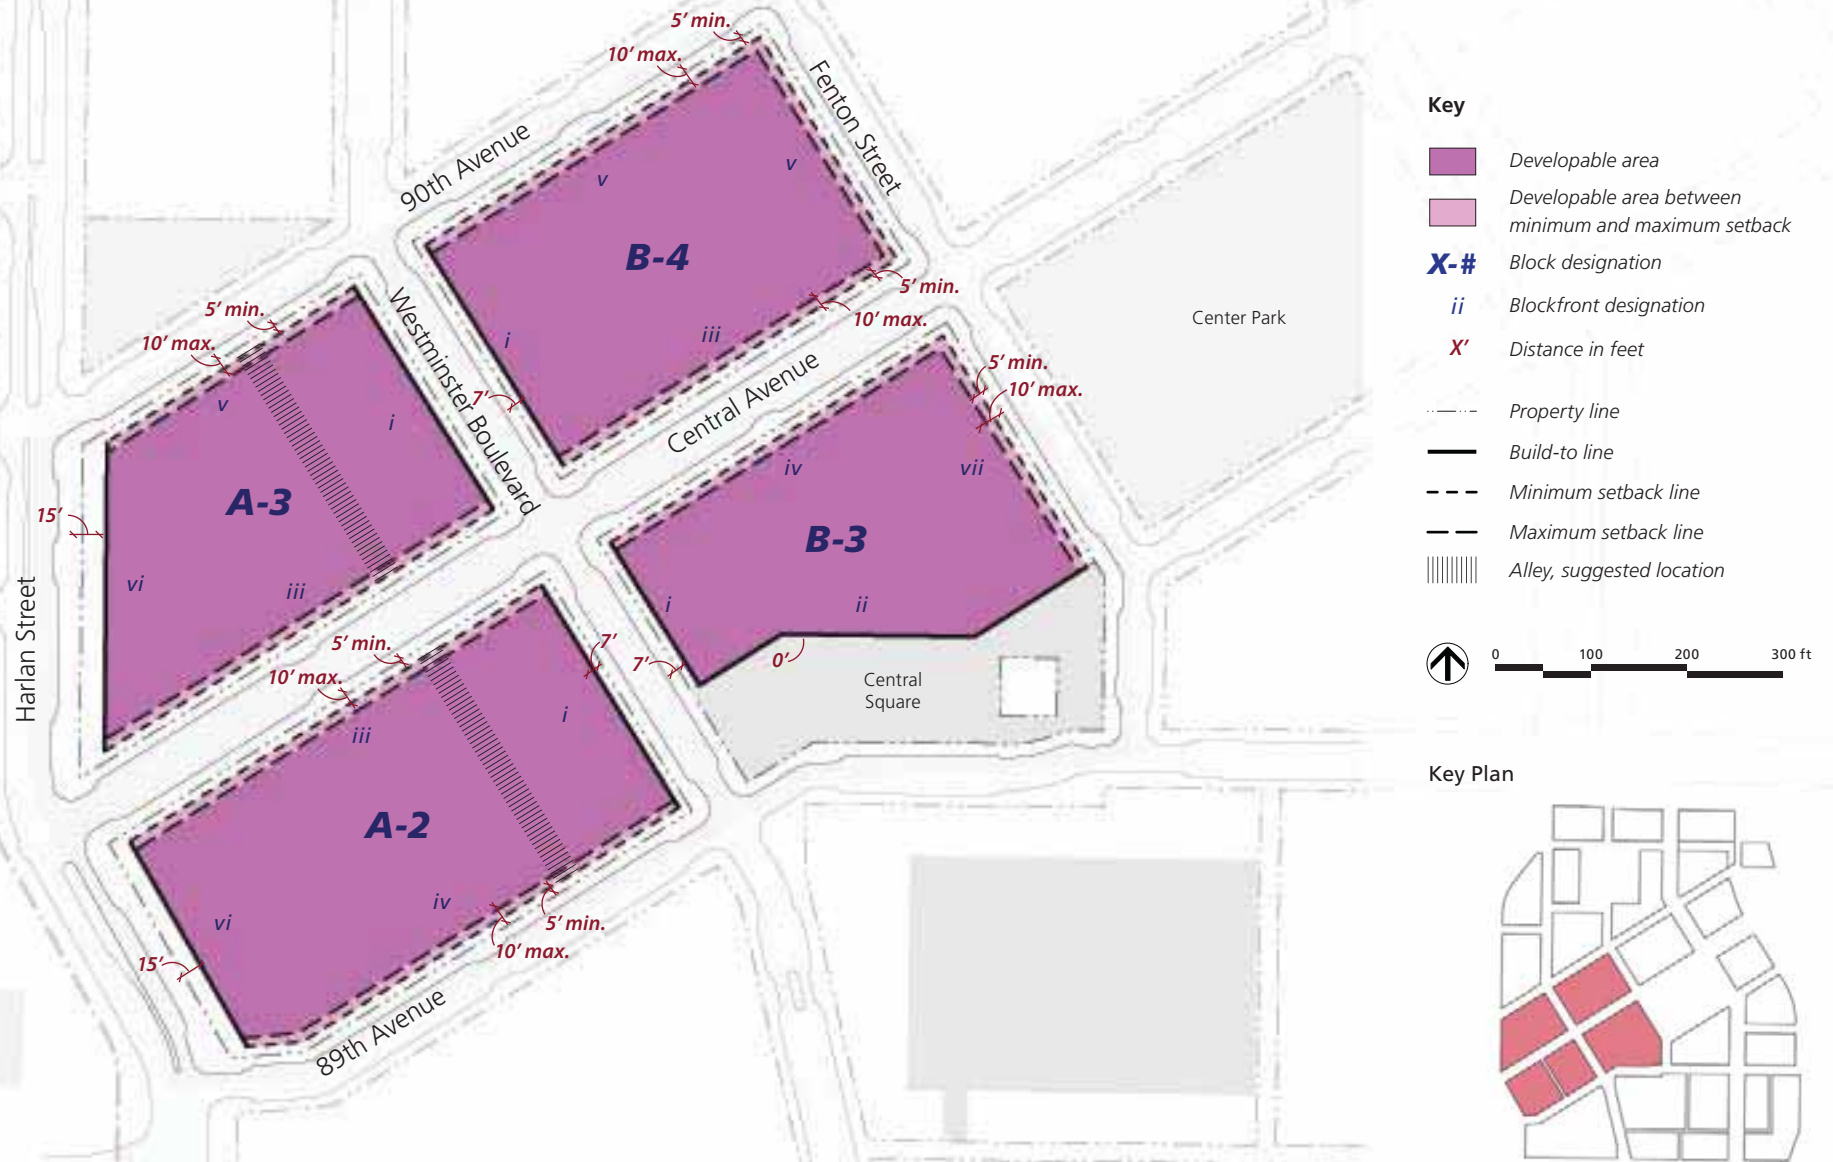 5' min.
10' max.
Fenton Street
90th Avenue
v
v
B-4
5' min.
10' max.
i
iii
7'
Westminster Boulevard
Central Avenue
5' min.
10' max.
v
i
A-3
15'
vi
iii
Harlan Street
5' min.
10' max.
iv
vii
B-3
i
ii
7'
0'
Central
Square
Center Park
5' min.
10' max.
7'
iii
i
A-2
vi
iv
15'
5' min.
10' max.
89th Avenue
Key
Developable area
Developable area between
minimum and maximum setback
X-# Block designation
ii Blockfront designation
X' Distance in feet
Property line
Build-to line
Minimum setback line
Maximum setback line
Alley, suggested location
0 100 200 300 ft
Key Plan